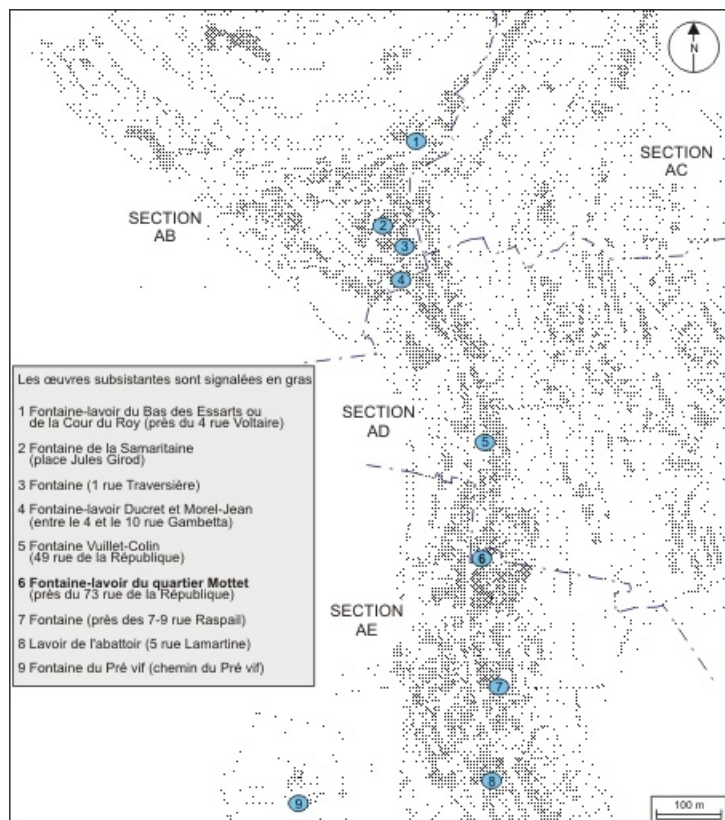 N
1
SECTION
AC
SECTION
AB
2
3
4
Les œuvres subsistantes sont signalées en gras
1 Fontaine-lavoir du Bas des Essarts ou
de la Cour du Roy (près du 4 rue Voltaire)
2 Fontaine de la Samaritaine
(place Jules Girod)
3 Fontaine (1 rue Traversière)
4 Fontaine-lavoir Ducret et Morel-Jean
(entre le 4 et le 10 rue Gambetta)
5 Fontaine Vuillet-Colin
(49 rue de la République)
6 Fontaine-lavoir du quartier Mottet
(près du 73 rue de la République)
7 Fontaine (près des 7-9 rue Raspail)
8 Lavoir de l'abattoir (5 rue Lamartine)
9 Fontaine du Pré vif (chemin du Pré vif)
SECTION
AD
5
6
SECTION
AE
7
8
9
100 m